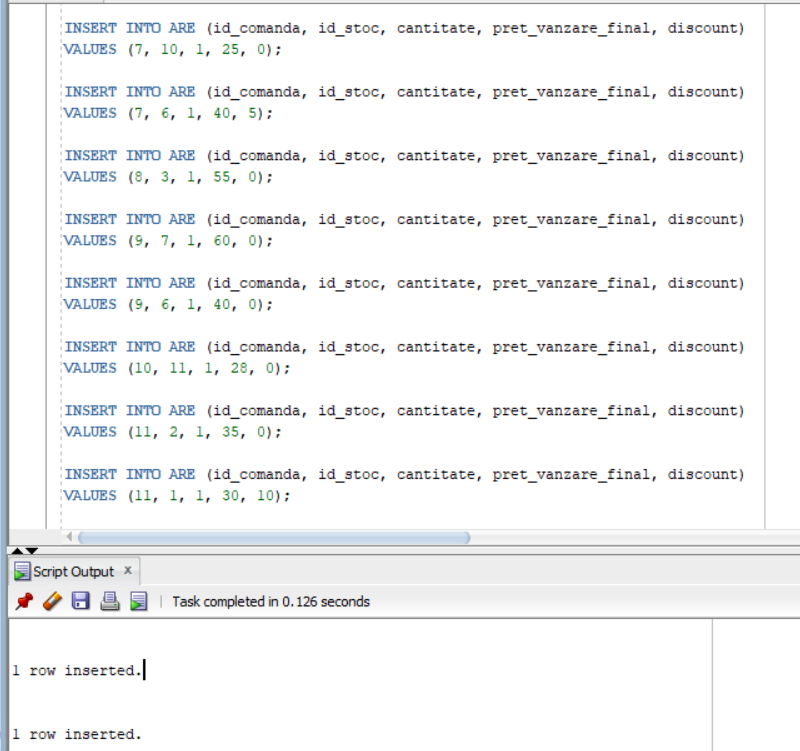 INSERT INTO ARE (id_comanda, id_stoc, cantitate, pret_vanzare_final, discount)
VALUES (7, 10, 1, 25, 0);
INSERT INTO ARE (id_comanda, id_stoc, cantitate, pret_vanzare_final, discount)
VALUES (7, 6, 1, 40, 5);
INSERT INTO ARE (id_comanda, id_stoc, cantitate, pret_vanzare_final, discount)
VALUES (8, 3, 1, 55, 0);
INSERT INTO ARE (id_comanda, id_stoc, cantitate, pret_vanzare_final, discount)
VALUES (9, 7, 1, 60, 0);
INSERT INTO ARE (id_comanda, id_stoc, cantitate, pret_vanzare_final, discount)
VALUES (9, 6, 1, 40, 0);
INSERT INTO ARE (id_comanda, id_stoc, cantitate, pret_vanzare_final, discount)
VALUES (10, 11, 1, 28, 0);
INSERT INTO ARE (id_comanda, id_stoc, cantitate, pret_vanzare_final, discount)
VALUES (11, 2, 1, 35, 0);
INSERT INTO ARE (id_comanda, id_stoc, cantitate, pret_vanzare_final, discount)
VALUES (11, 1, 1, 30, 10);
Script Output x
Task completed in 0.126 seconds
1 row inserted.
1 row inserted.